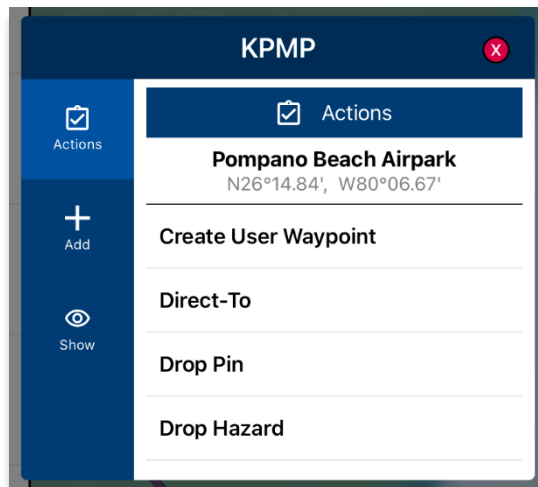 KPMP
X
Actions
Add
Show
Actions
Pompano Beach Airpark
N26°14.84', W80°06.67'
Create User Waypoint
Direct-To
Drop Pin
Drop Hazard